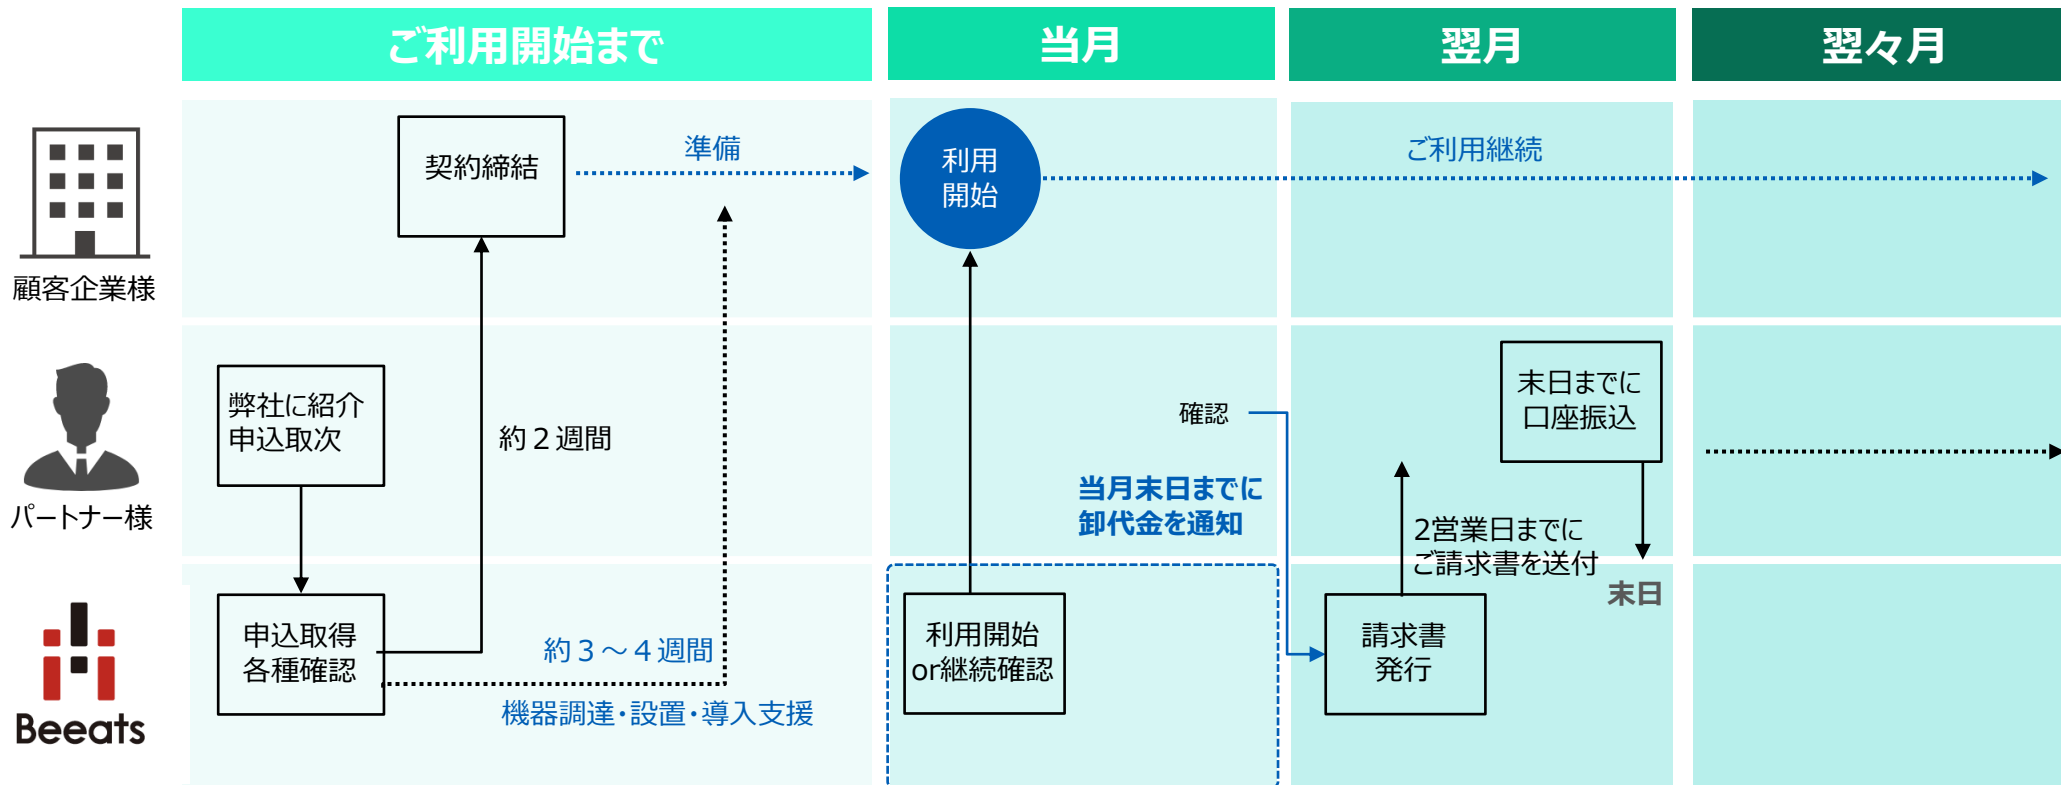 ご利用開始まで
当月
翌月
翌々月
顧客企業様
契約締結
準備
利用
開始
ご利用継続
パートナー様
弊社に紹介
申込取次
約２週間
確認
当月末日までに
卸代金を通知
末日までに
口座振込
2営業日までに
ご請求書を送付
末日
Beeats
申込取得
各種確認
約３～４週間
機器調達・設置・導入支援
利用開始
or継続確認
請求書
発行